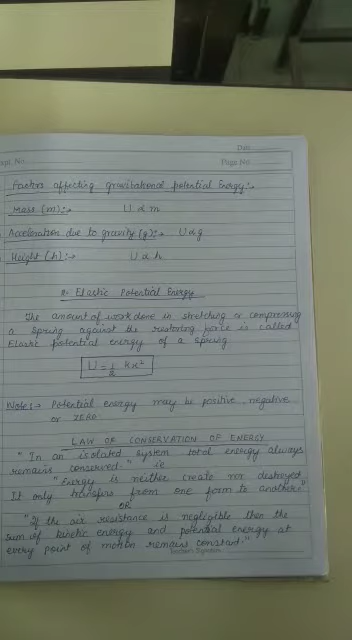 Date
Expt. No.
Page No.
Factors affecting gravitational potential Energy:→
Mass (m):→ U α m
Acceleration due to gravity (g):→ U α g
Height (h):→ U α h
2. Elastic Potential Energy
The amount of work done in stretching or compressing
a spring against the restoring force is called
Elastic potential energy of a spring
U = 1/2 Kx²
Note:→ Potential energy may be positive, negative
or ZERO.
LAW OF CONSERVATION OF ENERGY
"In an isolated system total energy always
remains conserved." ie
"Energy is neither create nor destroyed
It only transfers from one form to another."
OR
"If the air resistance is negligible then the
sum of kinetic energy and potential energy at
every point of motion remains constant."